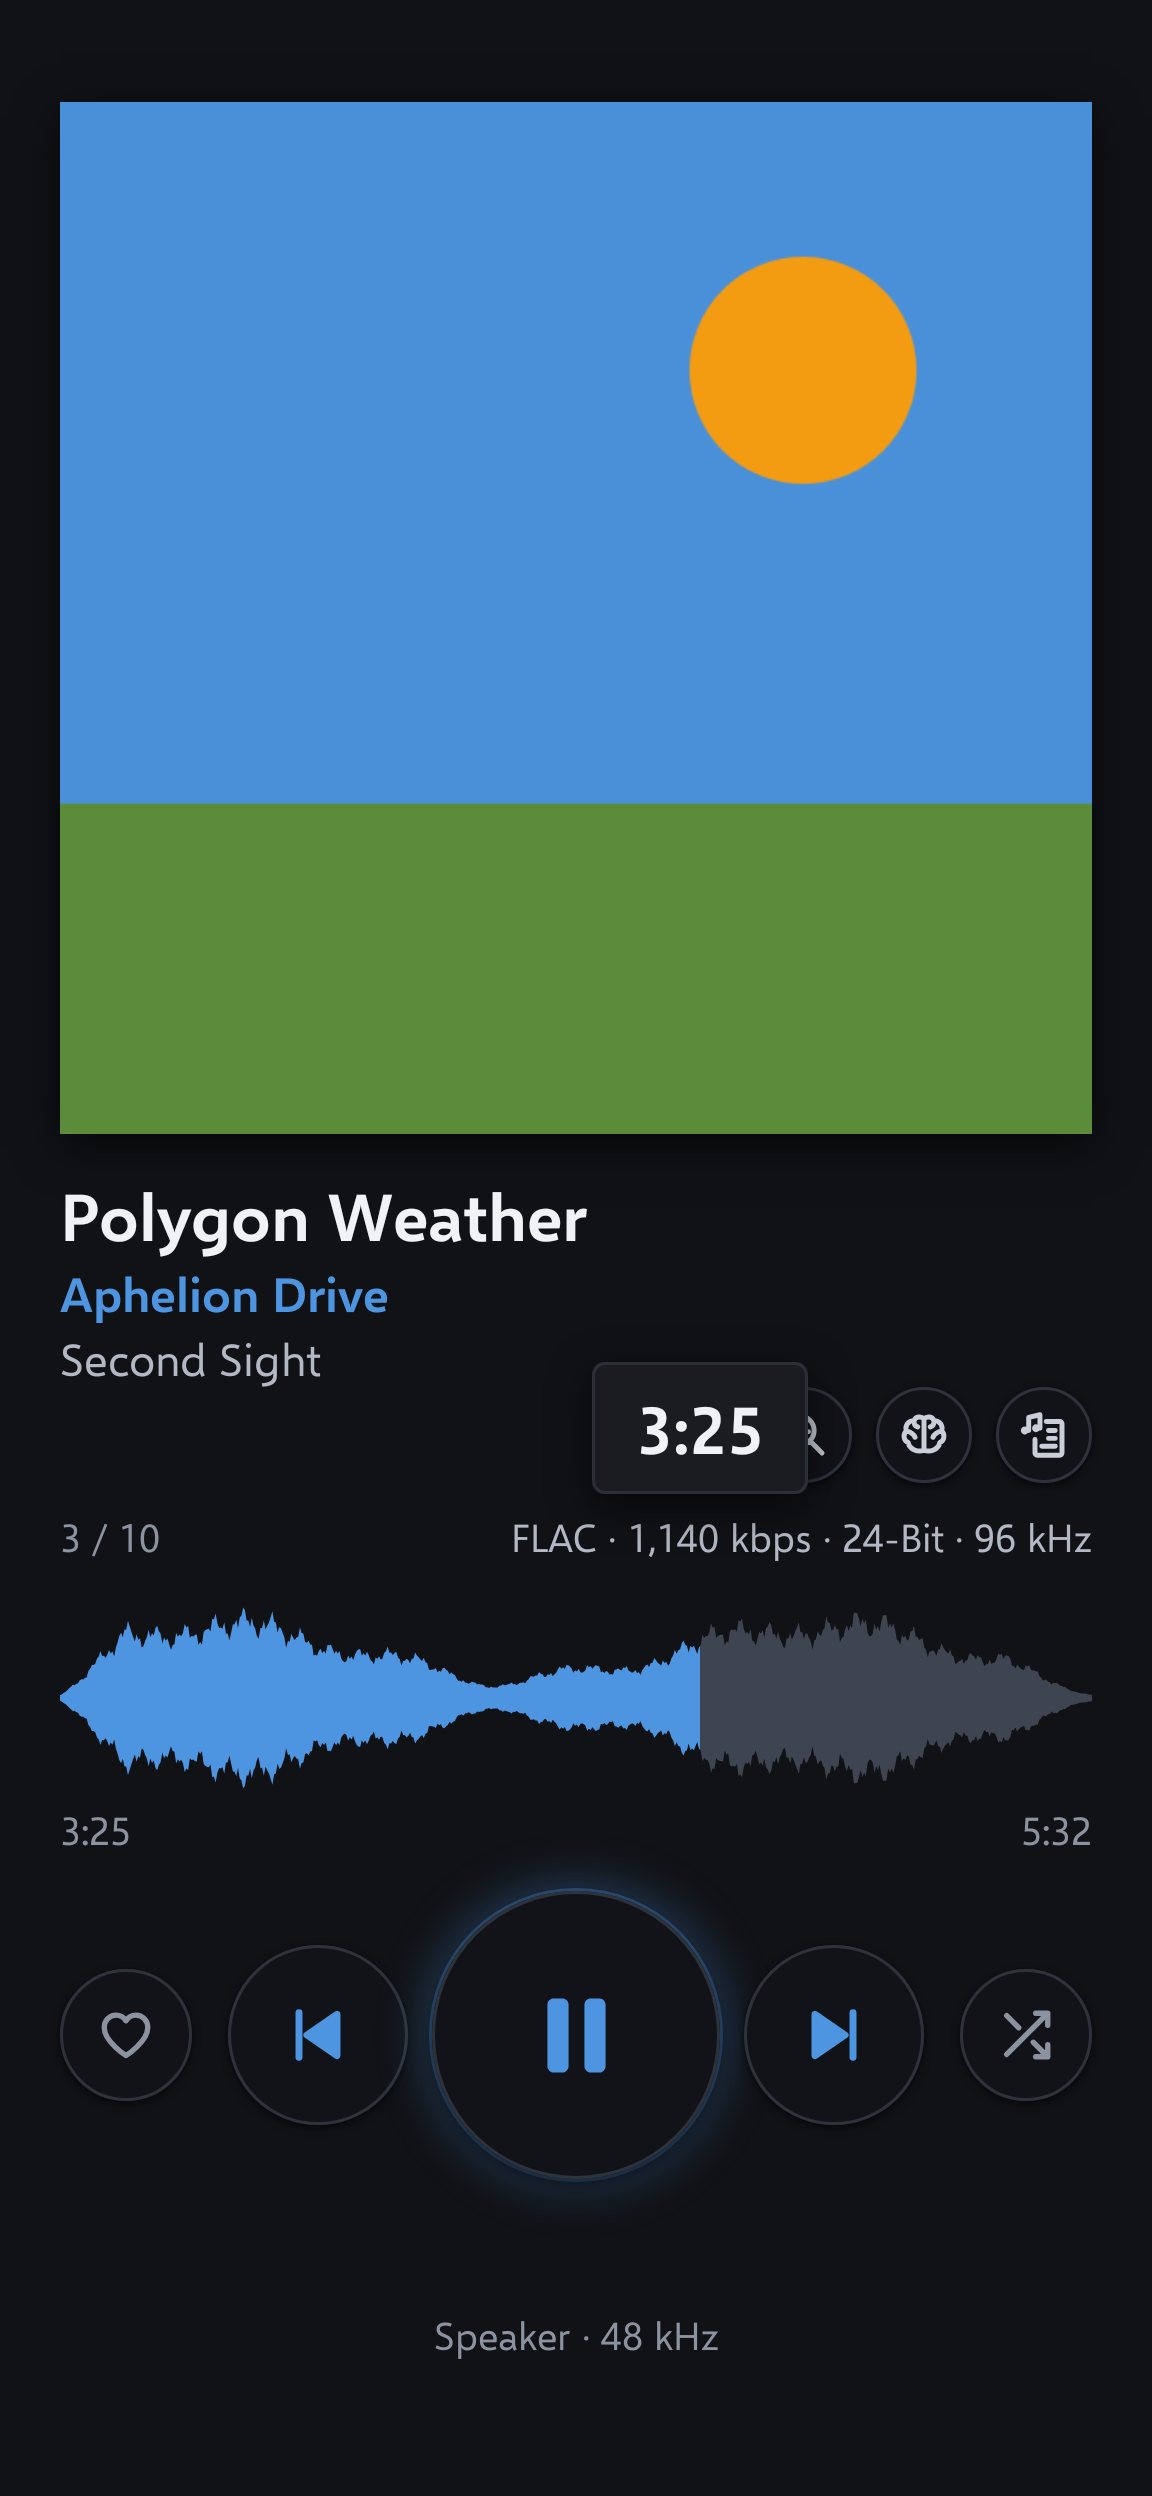 Polygon Weather
Aphelion Drive
Second Sight
3:25
3 / 10
FLAC · 1,140 kbps · 24-Bit · 96 kHz
3:25
5:32
Speaker · 48 kHz